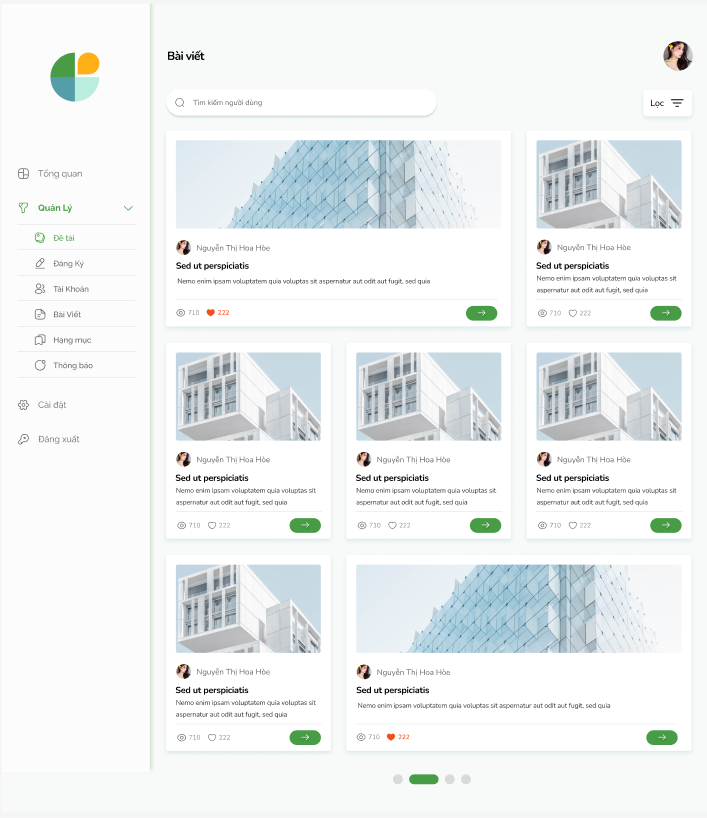 Bài viết
Tìm kiếm người dùng
Lọc
Tổng quan
Quản Lý
Đề tài
Đăng Ký
Tài Khoản
Bài Viết
Hạng mục
Thông báo
Cài đặt
Đăng xuất
Nguyễn Thị Hoa Hòe
Sed ut perspiciatis
Nemo enim ipsam voluptatem quia voluptas sit aspernatur aut odit aut fugit, sed quia
710 222
Nguyễn Thị Hoa Hòe
Sed ut perspiciatis
Nemo enim ipsam voluptatem quia voluptas sit
aspernatur aut odit aut fugit, sed quia
710 222
Nguyễn Thị Hoa Hòe
Sed ut perspiciatis
Nemo enim ipsam voluptatem quia voluptas sit
aspernatur aut odit aut fugit, sed quia
710 222
Nguyễn Thị Hoa Hòe
Sed ut perspiciatis
Nemo enim ipsam voluptatem quia voluptas sit
aspernatur aut odit aut fugit, sed quia
710 222
Nguyễn Thị Hoa Hòe
Sed ut perspiciatis
Nemo enim ipsam voluptatem quia voluptas sit
aspernatur aut odit aut fugit, sed quia
710 222
Nguyễn Thị Hoa Hòe
Sed ut perspiciatis
Nemo enim ipsam voluptatem quia voluptas sit
aspernatur aut odit aut fugit, sed quia
710 222
Nguyễn Thị Hoa Hòe
Sed ut perspiciatis
Nemo enim ipsam voluptatem quia voluptas sit aspernatur aut odit aut fugit, sed quia
710 222